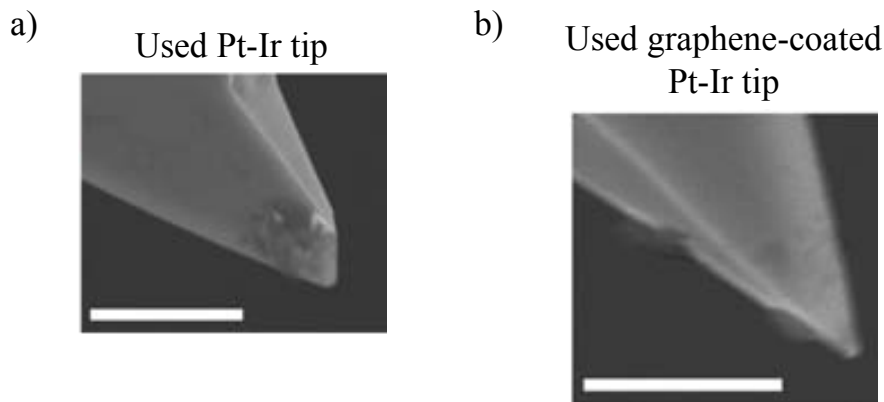 a)
Used Pt-Ir tip
b)
Used graphene-coated
Pt-Ir tip